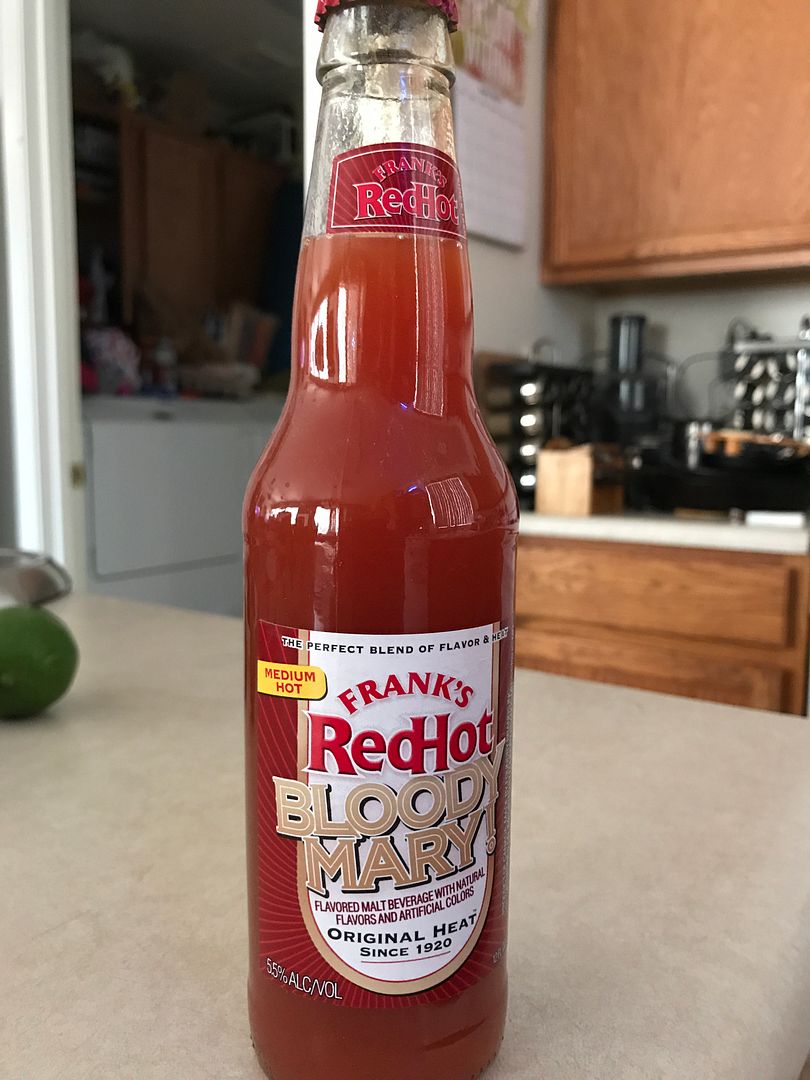 FRANK'S
RedHot
THE PERFECT BLEND OF FLAVOR & HEAT
MEDIUM
HOT
FRANK'S
RedHot
BLOODY
MARY!
FLAVORED MALT BEVERAGE WITH NATURAL
FLAVORS AND ARTIFICIAL COLORS
ORIGINAL HEAT™
SINCE 1920
5.5% ALC/VOL